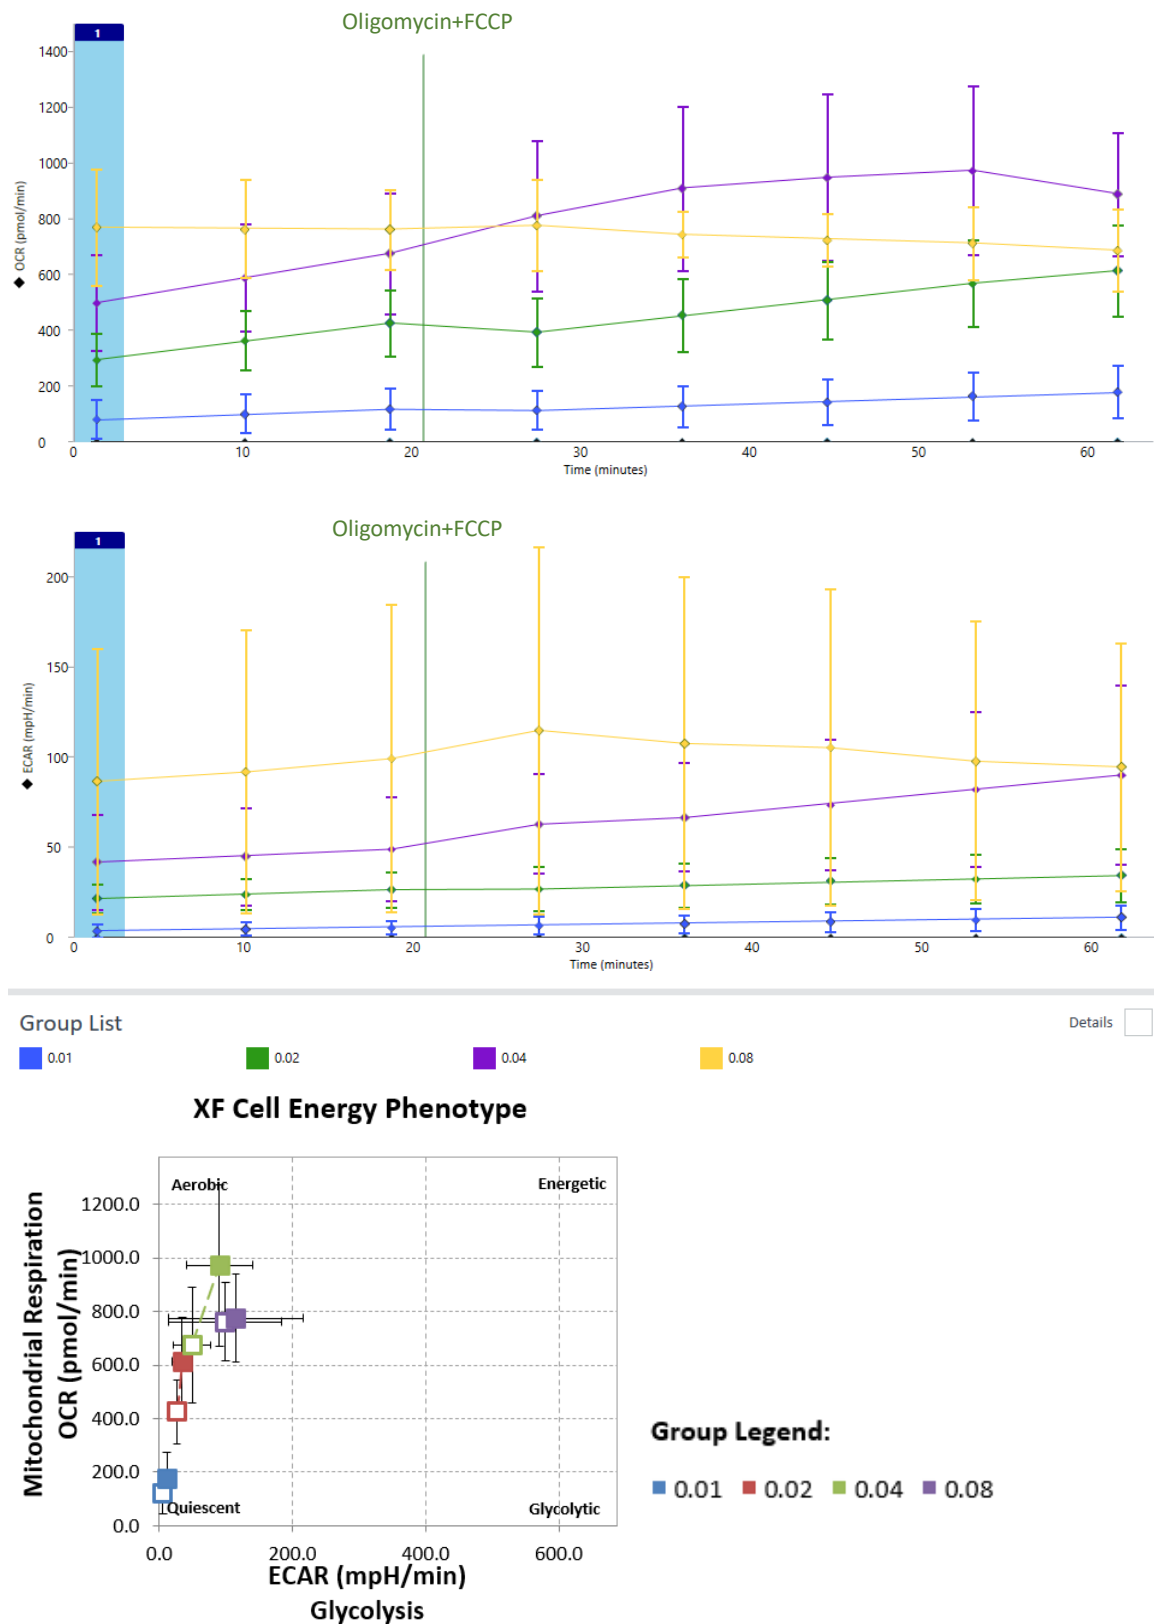 Oligomycin+FCCP
1
1400
1200
1000
800
600
400
200
0
◆ OCR (pmol/min)
0 10 20 30 40 50 60
Time (minutes)
Oligomycin+FCCP
1
200
150
100
50
0
◆ ECAR (mpH/min)
0 10 20 30 40 50 60
Time (minutes)
Group List
Details
0.01 0.02 0.04 0.08
XF Cell Energy Phenotype
Aerobic Energetic
1200.0
1000.0
800.0
600.0
400.0
200.0
0.0
Mitochondrial Respiration
OCR (pmol/min)
Quiescent Glycolytic
0.0 200.0 400.0 600.0
ECAR (mpH/min)
Glycolysis
Group Legend:
0.01 0.02 0.04 0.08